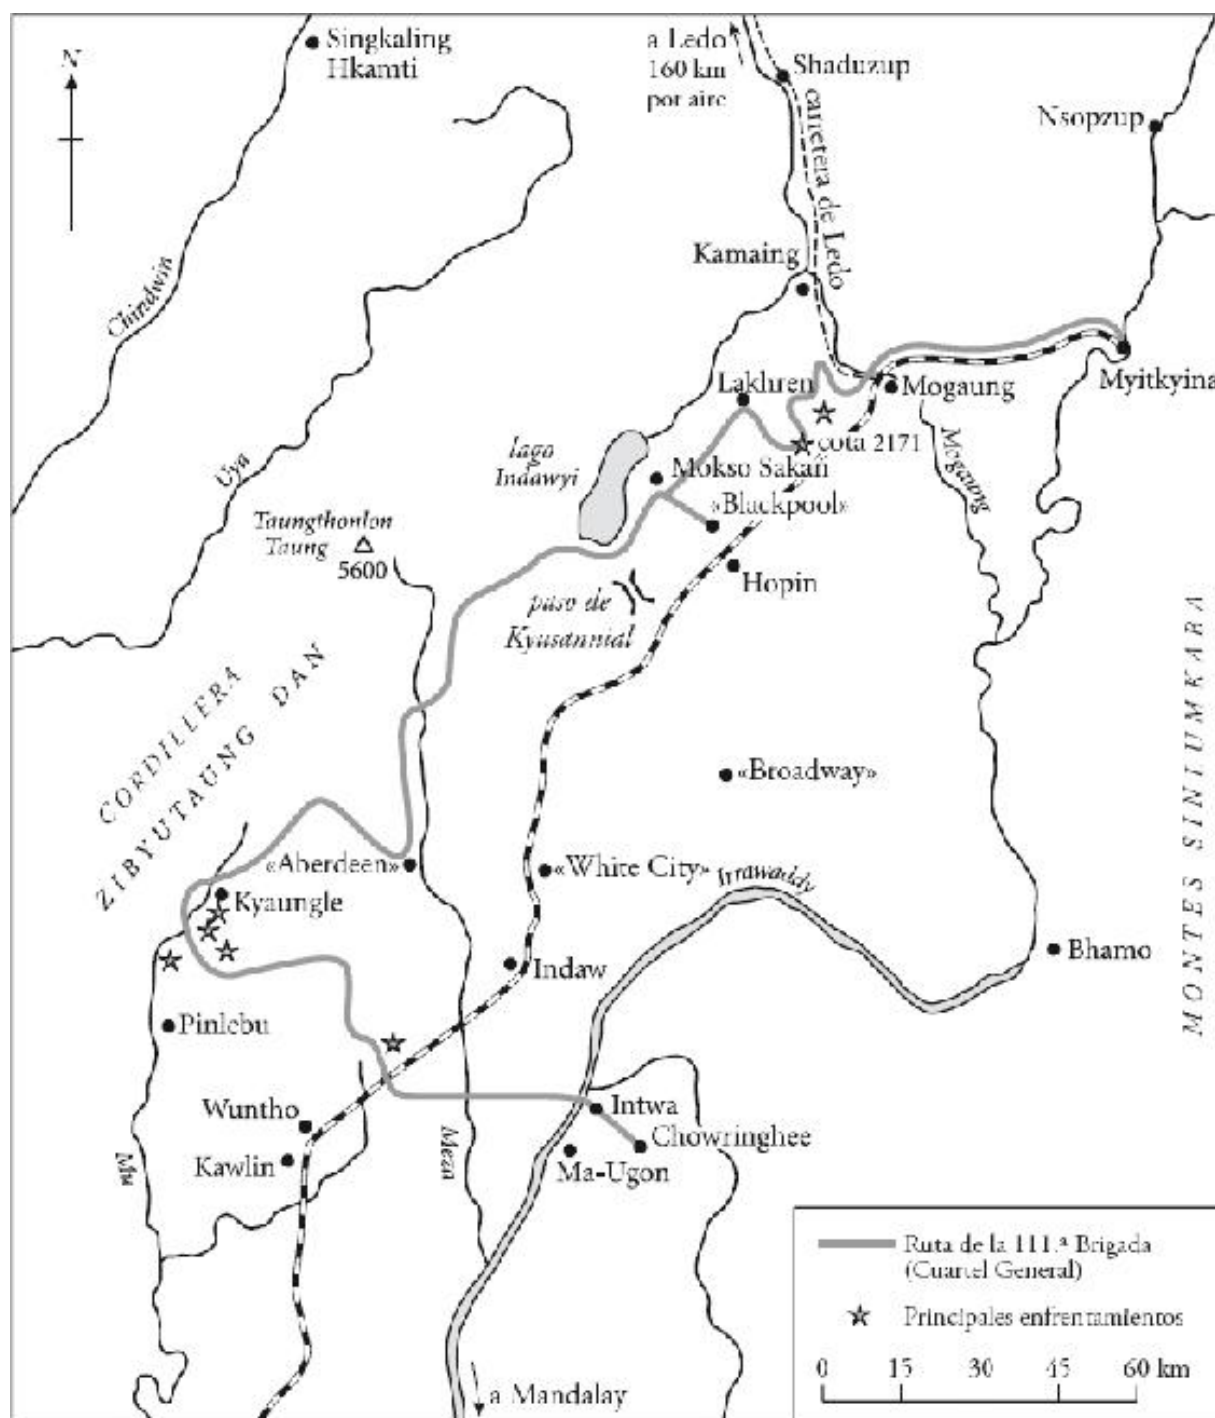 N
Singkaling
Hkamti
a Ledo
160 km
por aire
Shaduzup
Nsopzup
carretera de Ledo
Kamaing
Chindwin
Lakhren
Mogaung
Myitkyina
lago
Indawyi
cota 2171
Mokso Sakan
Mogaung
Uya
«Blackpool»
Taungthonlon
Taung
5600
Hopin
paso de
Kyusannial
CORDILLERA
ZIBYUTAUNG DAN
MONTES SINLUMKARA
«Broadway»
«Aberdeen»
«White City»
Irrawaddy
Kyaungle
Bhamo
Indaw
Pinlebu
Wuntho
Intwa
Chowringhee
Mu
Kawlin
Meza
Ma-Ugon
Ruta de la 111.ª Brigada
(Cuartel General)
Principales enfrentamientos
0 15 30 45 60 km
a Mandalay